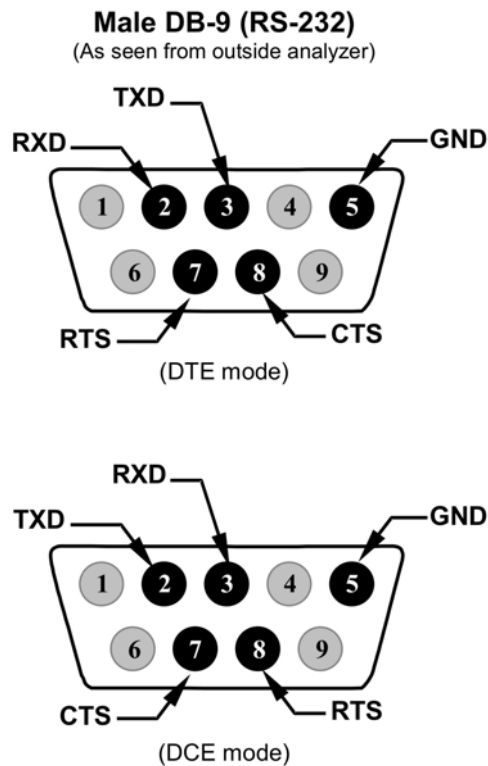 Male DB-9 (RS-232)
(As seen from outside analyzer)
TXD
RXD
GND
1 2 3 4 5
6 7 8 9
RTS
CTS
(DTE mode)
RXD
TXD
GND
1 2 3 4 5
6 7 8 9
CTS
RTS
(DCE mode)